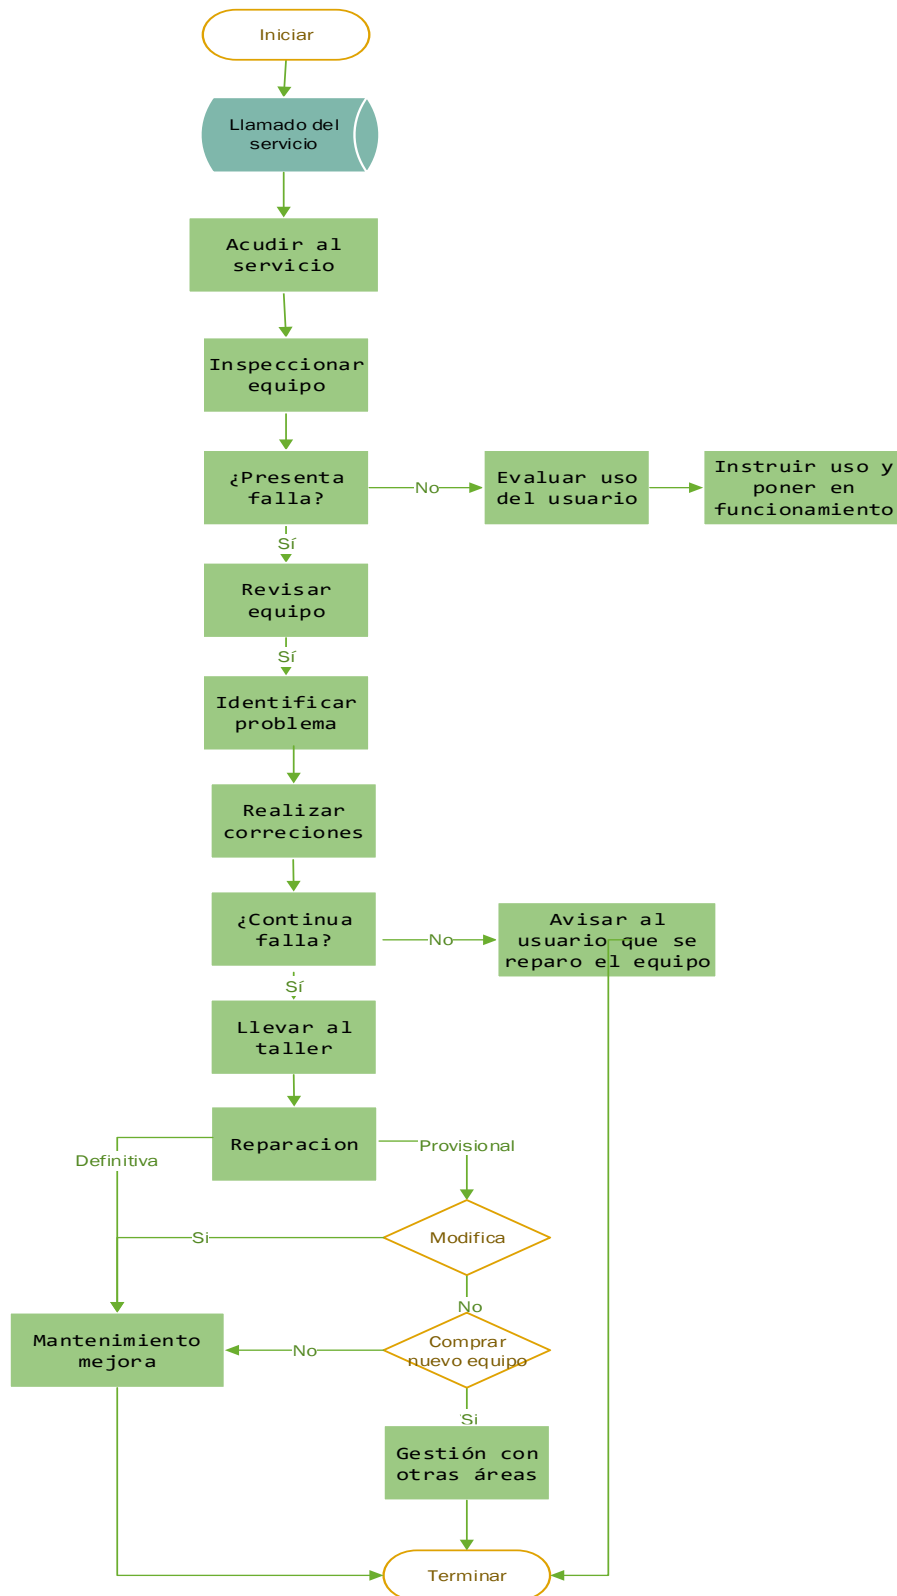 Iniciar
Llamado del
servicio
Acudir al
servicio
Inspeccionar
equipo
¿Presenta
falla?
No
Evaluar uso
del usuario
Instruir uso y
poner en
funcionamiento
Sí
Revisar
equipo
Sí
Identificar
problema
Realizar
correciones
¿Continua
falla?
No
Avisar al
usuario que se
reparo el equipo
Sí
Llevar al
taller
Reparacion
Provisional
Definitiva
Modifica
Si
No
Mantenimiento
mejora
No
Comprar
nuevo equipo
Si
Gestión con
otras áreas
Terminar